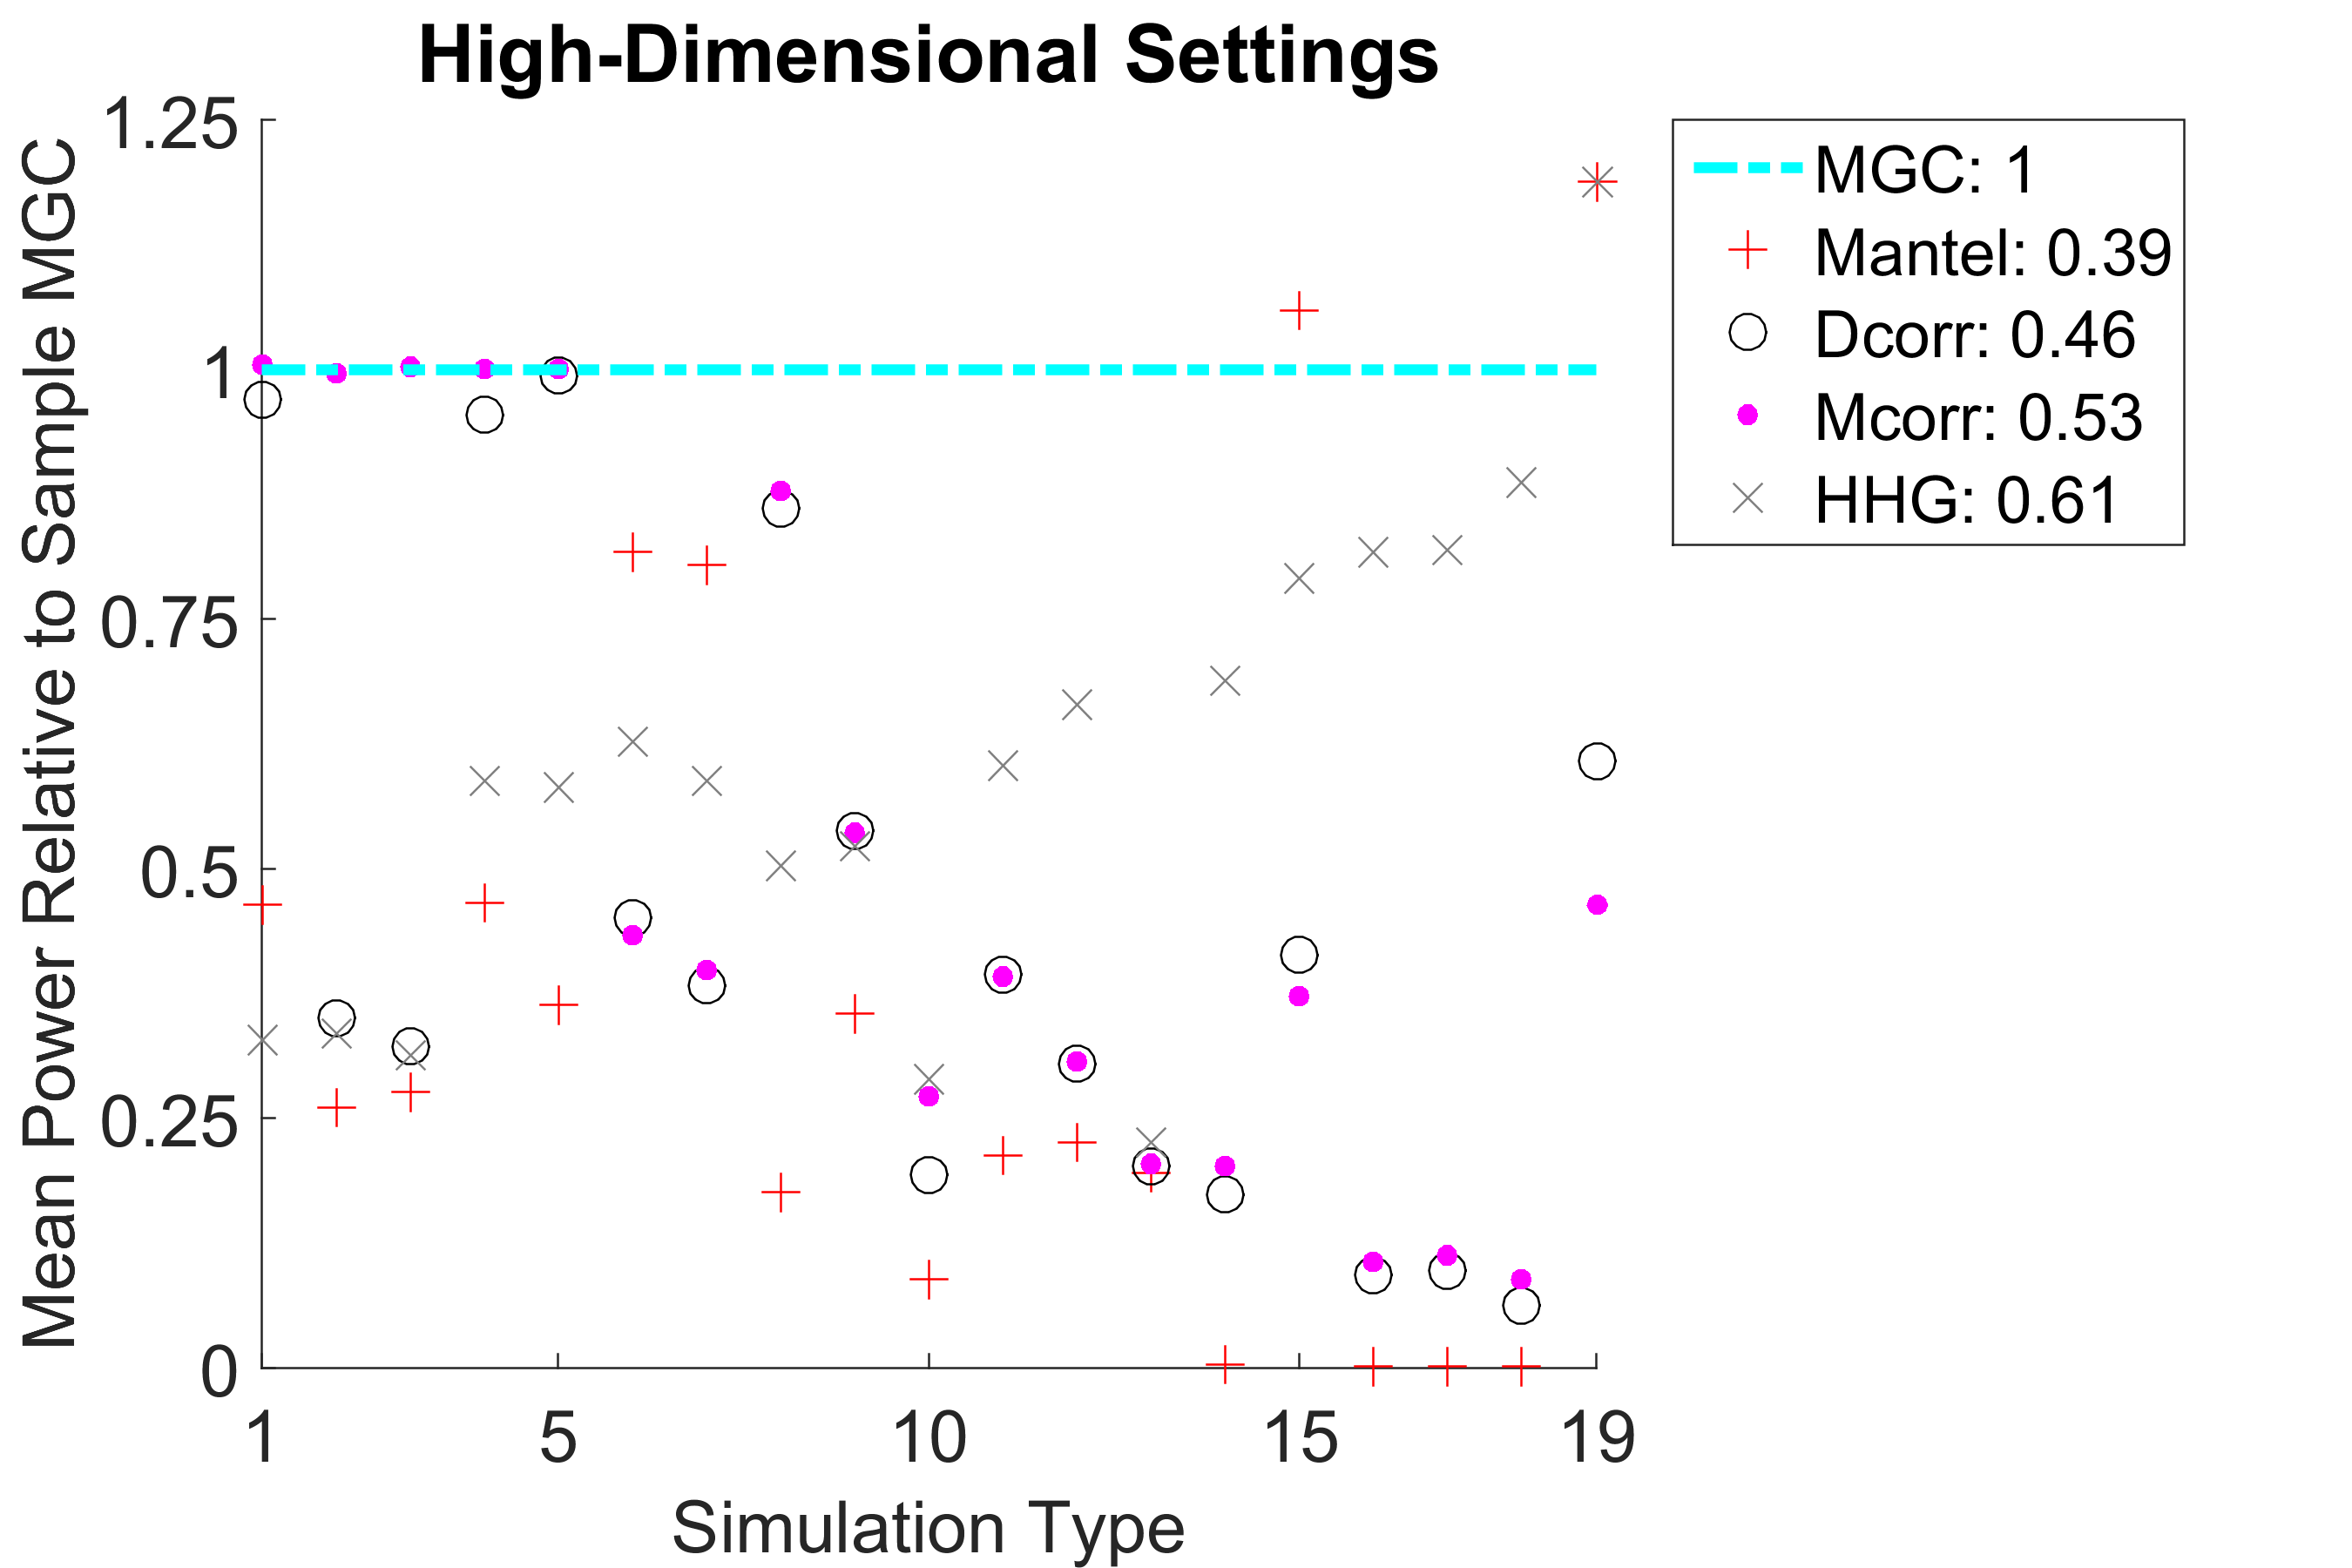 High-Dimensional Settings
Mean Power Relative to Sample MGC
1.25
1
0.75
0.5
0.25
0
1 5 10 15 19
Simulation Type
MGC: 1
Mantel: 0.39
Dcorr: 0.46
Mcorr: 0.53
HHG: 0.61